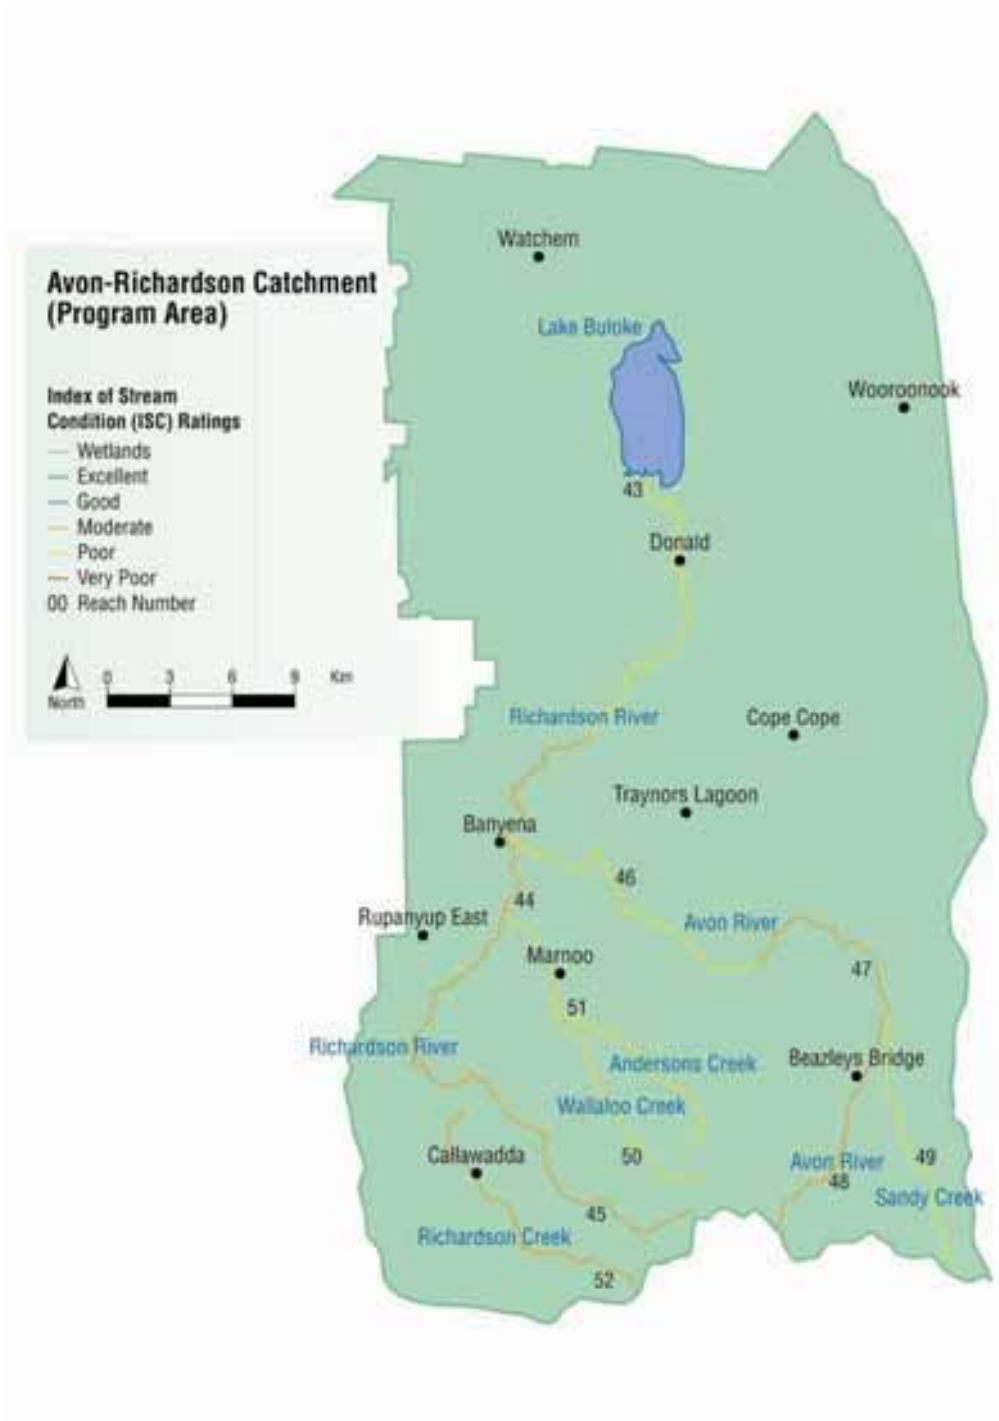 Avon-Richardson Catchment
(Program Area)
Index of Stream
Condition (ISC) Ratings
Wetlands
Excellent
Good
Moderate
Poor
Very Poor
00 Reach Number
North
0 3 6 9 Km
Watchem
Lake Buloke
Wooroonook
43
Donald
Richardson River
Cope Cope
Traynors Lagoon
Banyena
46
44
Rupanyup East
Avon River
Marnoo
47
51
Richardson River
Andersons Creek
Beazleys Bridge
Wallaloo Creek
Callawadda
50
Avon River
49
48
Sandy Creek
45
Richardson Creek
52